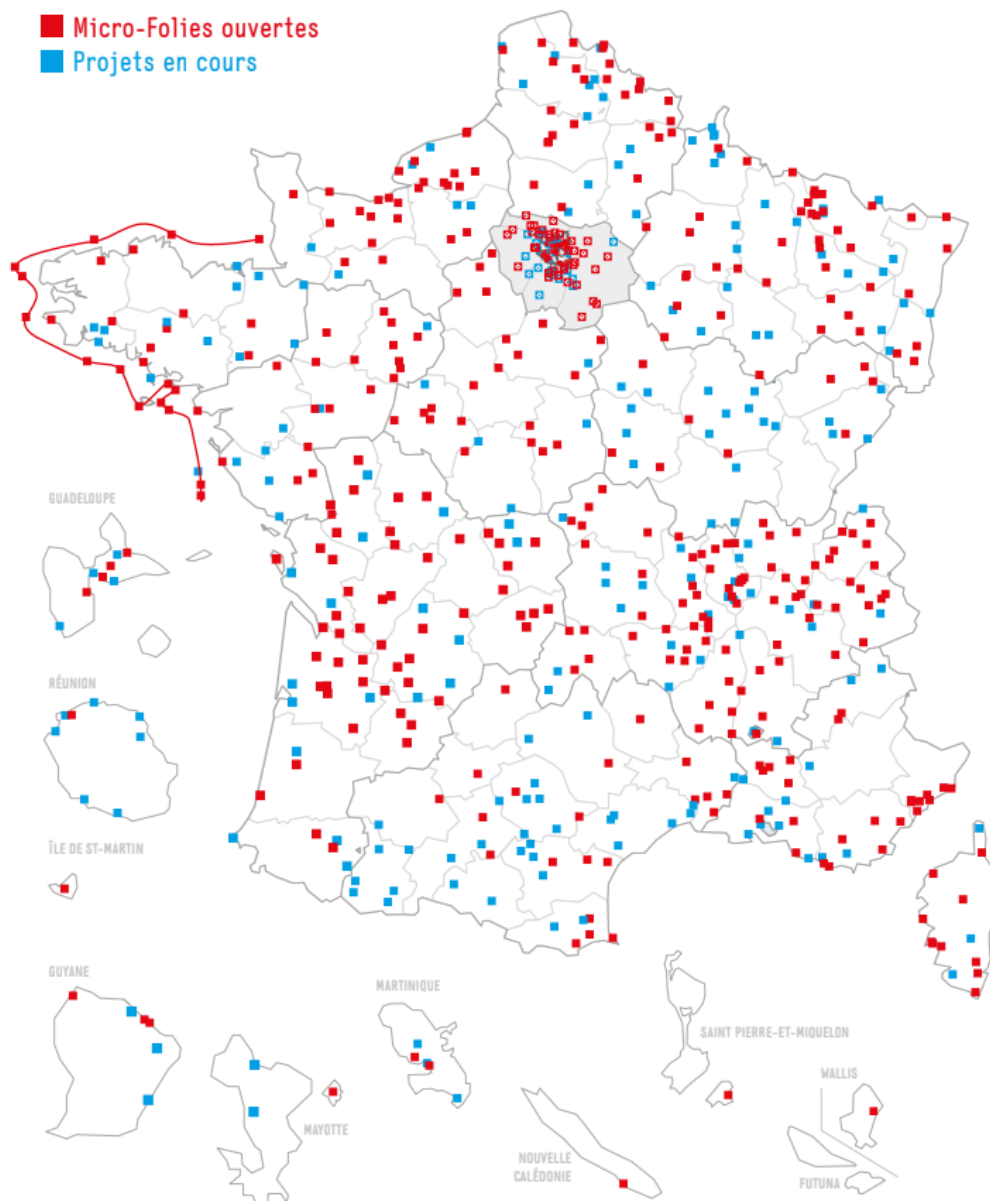 Micro-Folies ouvertes
Projets en cours
GUADELOUPE
RÉUNION
ÎLE DE ST-MARTIN
GUYANE
MARTINIQUE
SAINT PIERRE-ET-MIQUELON
WALLIS
MAYOTTE
NOUVELLE
CALÉDONIE
FUTUNA